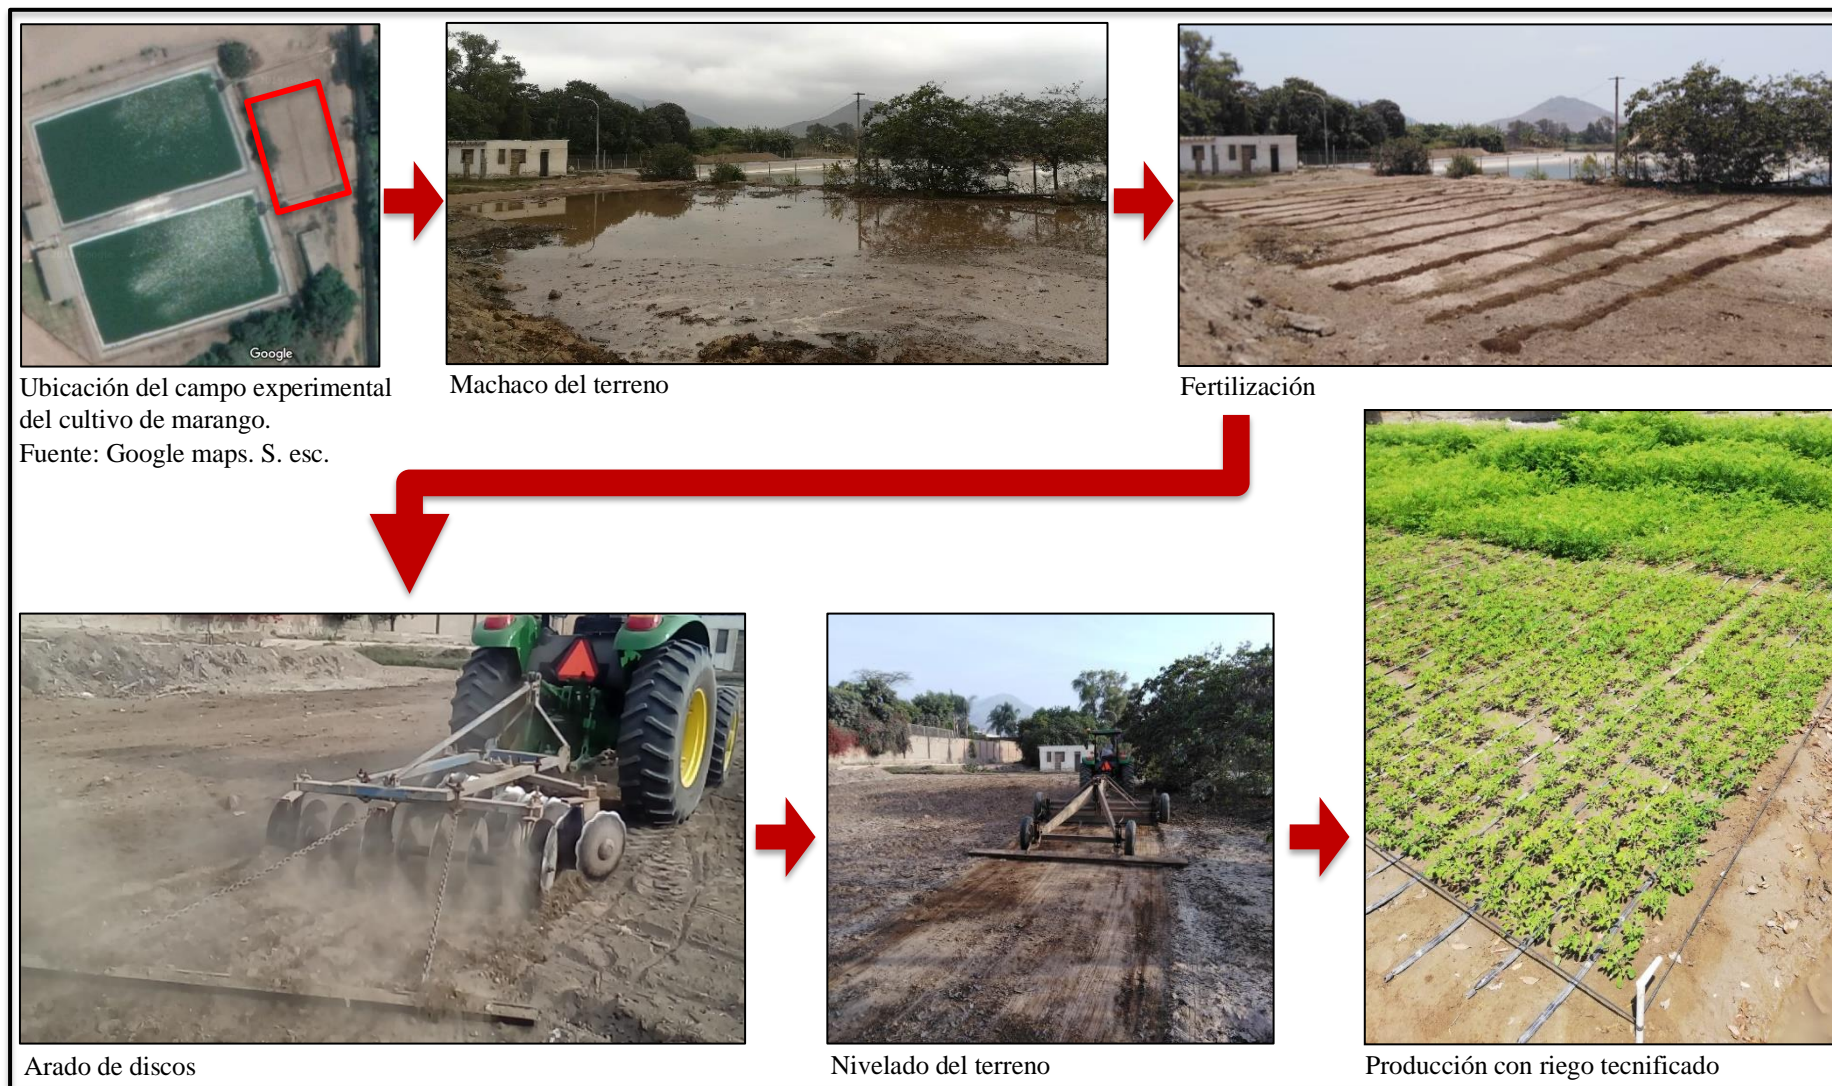 Google
Ubicación del campo experimental
del cultivo de marango.
Fuente: Google maps. S. esc.
Machaco del terreno
Fertilización
Arado de discos
Nivelado del terreno
Producción con riego tecnificado